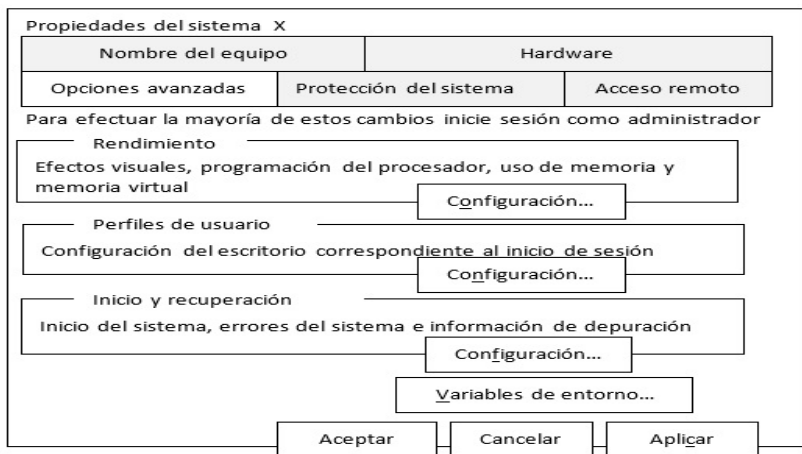 Propiedades del sistema X
Nombre del equipo Hardware
Opciones avanzadas Protección del sistema Acceso remoto
Para efectuar la mayoría de estos cambios inicie sesión como administrador
Rendimiento
Efectos visuales, programación del procesador, uso de memoria y
memoria virtual
Configuración...
Perfiles de usuario
Configuración del escritorio correspondiente al inicio de sesión
Configuración...
Inicio y recuperación
Inicio del sistema, errores del sistema e información de depuración
Configuración...
Variables de entorno...
Aceptar Cancelar Aplicar